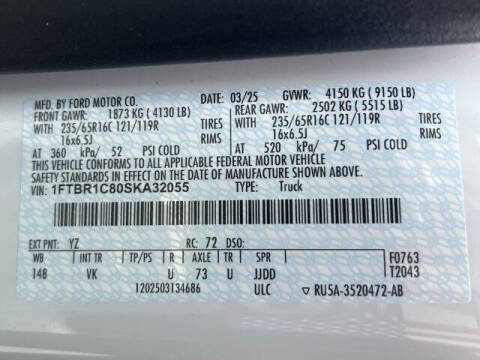 MFD. BY FORD MOTOR CO. DATE: 03/25 GVWR: 4150 KG ( 9150 LB)
FRONT GAWR: 1873 KG ( 4130 LB) REAR GAWR: 2502 KG ( 5515 LB)
WITH 235/65R16C 121/119R TIRES WITH 235/65R16C 121/119R TIRES
16x6.5J RIMS 16x6.5J RIMS
AT 360 kPa/ 52 PSI COLD AT 520 kPa/ 75 PSI COLD
THIS VEHICLE CONFORMS TO ALL APPLICABLE FEDERAL MOTOR VEHICLE
SAFETY STANDARDS IN EFFECT ON THE DATE OF MANUFACTURE SHOWN ABOVE.
VIN: 1FTBR1C80SKA32055 TYPE: Truck
EXT PNT: YZ RC: 72 DSO:
WB INT TR TP/PS R AXLE TR SPR F0763
148 VK U 73 U JJDD T2043
1202503134686 ULC RU5A-3520472-AB